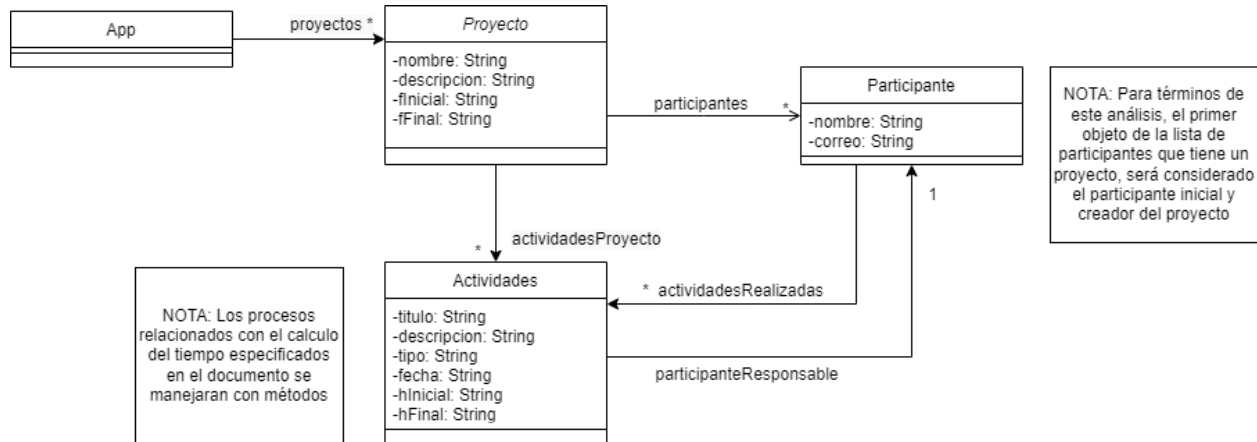 App
proyectos *
Proyecto
-nombre: String
-descripcion: String
-fInicial: String
-fFinal: String
participantes
*
Participante
-nombre: String
-correo: String
NOTA: Para términos de
este análisis, el primer
objeto de la lista de
participantes que tiene un
proyecto, será considerado
el participante inicial y
creador del proyecto
1
actividadesProyecto
*
Actividades
-titulo: String
-descripcion: String
-tipo: String
-fecha: String
-hInicial: String
-hFinal: String
* actividadesRealizadas
participanteResponsable
NOTA: Los procesos
relacionados con el calculo
del tiempo especificados
en el documento se
manejaran con métodos